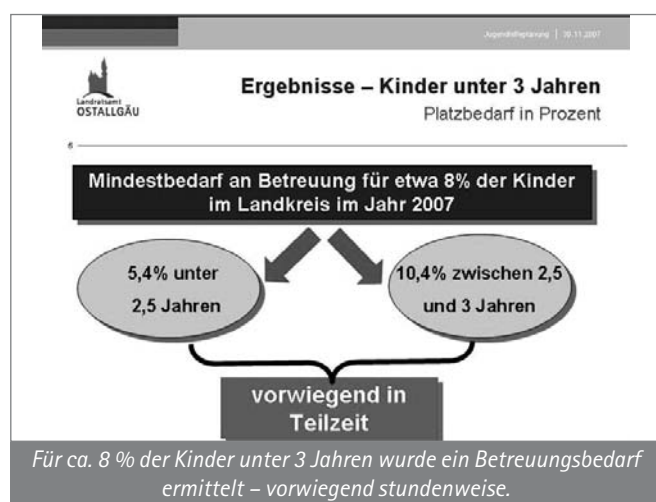 Jugendhilfeplanung | 30.11.2007
Landratsamt
OSTALLGÄU
Ergebnisse – Kinder unter 3 Jahren
Platzbedarf in Prozent
6
Mindestbedarf an Betreuung für etwa 8% der Kinder
im Landkreis im Jahr 2007
5,4% unter
2,5 Jahren
10,4% zwischen 2,5
und 3 Jahren
vorwiegend in
Teilzeit
Für ca. 8 % der Kinder unter 3 Jahren wurde ein Betreuungsbedarf
ermittelt – vorwiegend stundenweise.